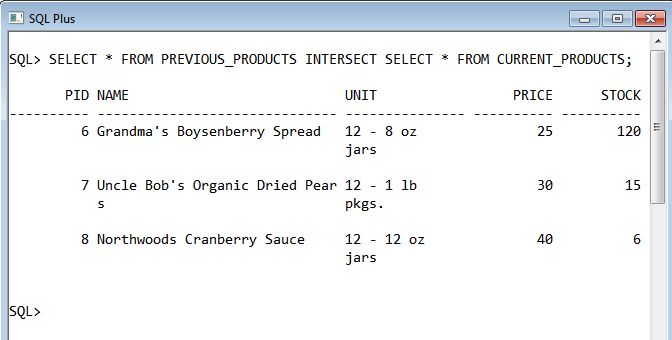 SQL Plus
SQL> SELECT * FROM PREVIOUS_PRODUCTS INTERSECT SELECT * FROM CURRENT_PRODUCTS;
PID NAME UNIT PRICE STOCK
---------- ------------------------------ --------------- ---------- ----------
6 Grandma's Boysenberry Spread 12 - 8 oz 25 120
jars
7 Uncle Bob's Organic Dried Pear 12 - 1 lb 30 15
s pkgs.
8 Northwoods Cranberry Sauce 12 - 12 oz 40 6
jars
SQL>